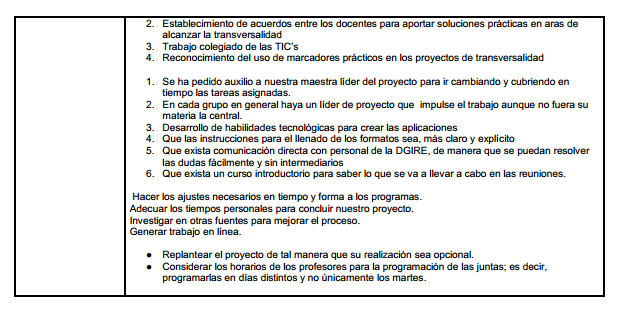 2. Establecimiento de acuerdos entre los docentes para aportar soluciones prácticas en aras de
alcanzar la transversalidad
3. Trabajo colegiado de las TIC's
4. Reconocimiento del uso de marcadores prácticos en los proyectos de transversalidad
1. Se ha pedido auxilio a nuestra maestra líder del proyecto para ir cambiando y cubriendo en
tiempo las tareas asignadas.
2. En cada grupo en general haya un líder de proyecto que impulse el trabajo aunque no fuera su
materia la central.
3. Desarrollo de habilidades tecnológicas para crear las aplicaciones
4. Que las instrucciones para el llenado de los formatos sea, más claro y explícito
5. Que exista comunicación directa con personal de la DGIRE, de manera que se puedan resolver
las dudas fácilmente y sin intermediarios
6. Que exista un curso introductorio para saber lo que se va a llevar a cabo en las reuniones.
Hacer los ajustes necesarios en tiempo y forma a los programas.
Adecuar los tiempos personales para concluir nuestro proyecto.
Investigar en otras fuentes para mejorar el proceso.
Generar trabajo en línea.
● Replantear el proyecto de tal manera que su realización sea opcional.
● Considerar los horarios de los profesores para la programación de las juntas; es decir,
programarlas en días distintos y no únicamente los martes.